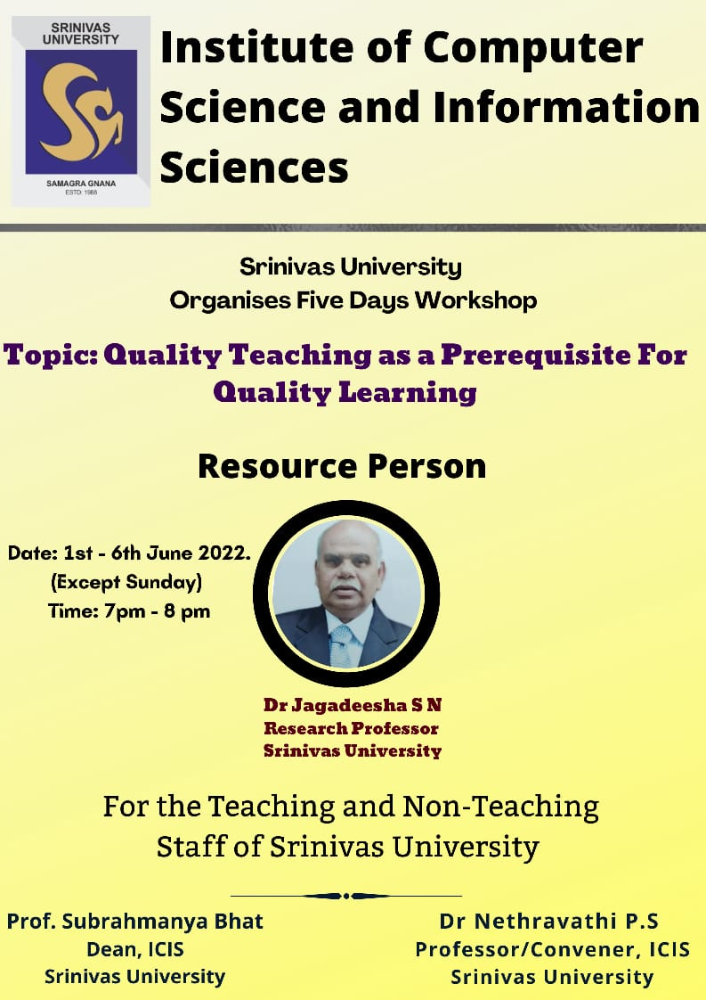 SRINIVAS
UNIVERSITY
SAMAGRA GNANA
ESTD. 1988
Institute of Computer
Science and Information
Sciences
Srinivas University
Organises Five Days Workshop
Topic: Quality Teaching as a Prerequisite For
Quality Learning
Resource Person
Date: 1st - 6th June 2022.
(Except Sunday)
Time: 7pm - 8 pm
Dr Jagadeesha S N
Research Professor
Srinivas University
For the Teaching and Non-Teaching
Staff of Srinivas University
Prof. Subrahmanya Bhat
Dean, ICIS
Srinivas University
Dr Nethravathi P.S
Professor/Convener, ICIS
Srinivas University